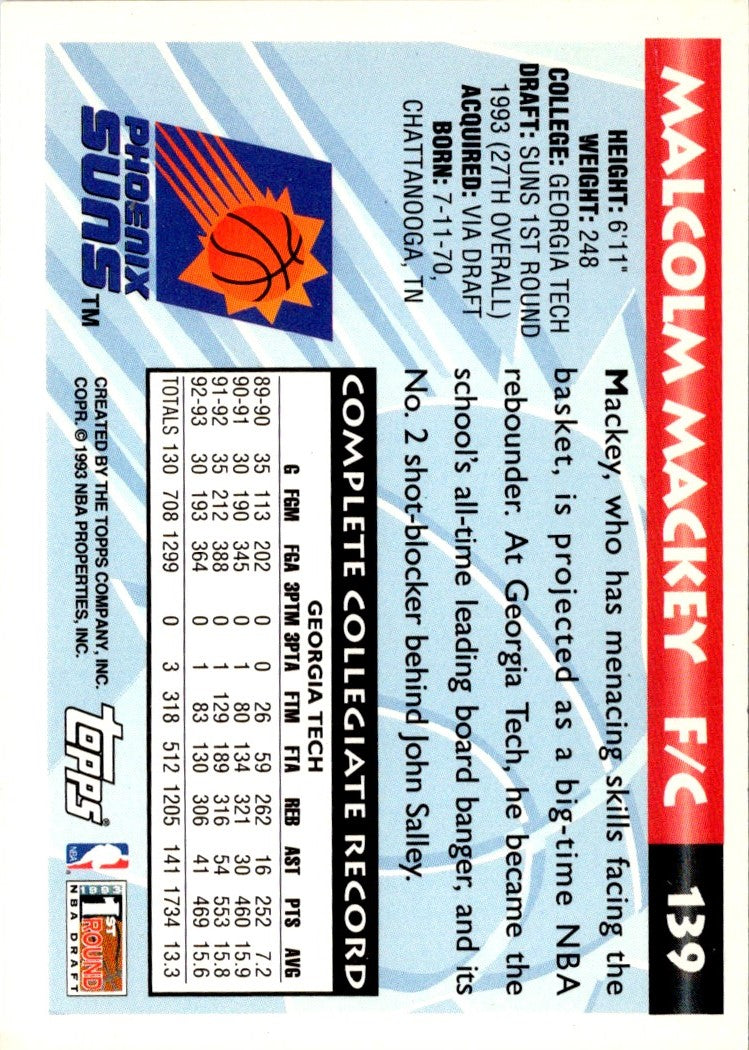 MALCOLM MACKEY F/C 139
HEIGHT: 6'11"
WEIGHT: 248
COLLEGE: GEORGIA TECH
DRAFT: SUNS 1ST ROUND
1993 (27TH OVERALL)
ACQUIRED: VIA DRAFT
BORN: 7-11-70,
CHATTANOOGA, TN
Mackey, who has menacing skills facing the
basket, is projected as a big-time NBA
rebounder. At Georgia Tech, he became the
school's all-time leading board banger, and its
No. 2 shot-blocker behind John Salley.
PHOENIX
SUNS TM
COMPLETE COLLEGIATE RECORD
GEORGIA TECH
G FGM FGA 3PTM 3PTA FTM FTA REB AST PTS AVG
89-90 35 113 202 0 0 26 59 262 16 252 7.2
90-91 30 190 345 0 1 80 134 321 30 460 15.9
91-92 35 212 388 0 1 129 189 316 54 553 15.8
92-93 30 193 364 0 1 83 130 306 41 469 15.6
TOTALS 130 708 1299 0 3 318 512 1205 141 1734 13.3
CREATED BY THE TOPPS COMPANY, INC.
COPR. © 1993 NBA PROPERTIES, INC.
TOPPS®
NBA ®
1993
1ST
ROUND
NBA DRAFT